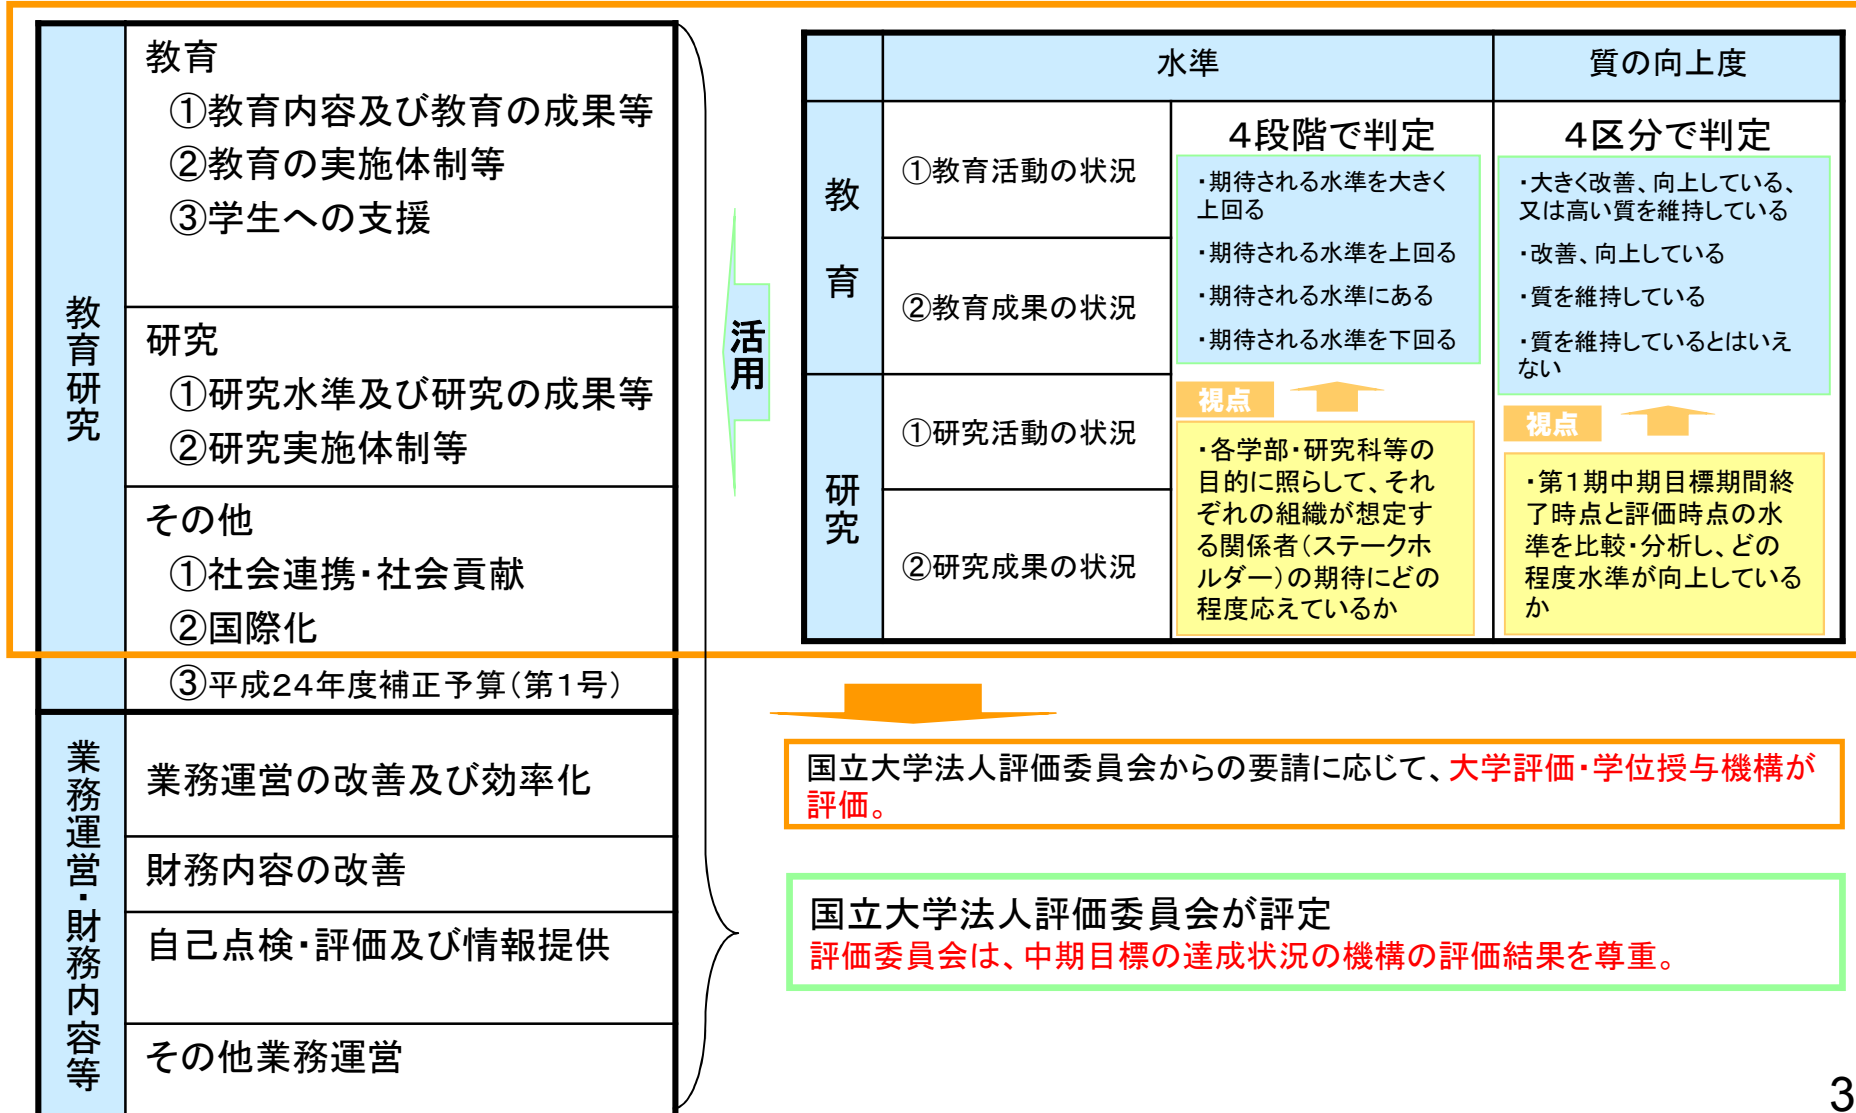 教育研究
教育
①教育内容及び教育の成果等
②教育の実施体制等
③学生への支援
研究
①研究水準及び研究の成果等
②研究実施体制等
その他
①社会連携・社会貢献
②国際化
③平成24年度補正予算(第1号)
業務運営・財務内容等
業務運営の改善及び効率化
財務内容の改善
自己点検・評価及び情報提供
その他業務運営
活用
水準
質の向上度
教育
①教育活動の状況
②教育成果の状況
研究
①研究活動の状況
②研究成果の状況
4段階で判定
・期待される水準を大きく
上回る
・期待される水準を上回る
・期待される水準にある
・期待される水準を下回る
視点
・各学部・研究科等の
目的に照らして、それ
ぞれの組織が想定す
る関係者(ステークホ
ルダー)の期待にどの
程度応えているか
4区分で判定
・大きく改善、向上している、
又は高い質を維持している
・改善、向上している
・質を維持している
・質を維持しているとはいえ
ない
視点
・第1期中期目標期間終
了時点と評価時点の水
準を比較・分析し、どの
程度水準が向上している
か
国立大学法人評価委員会からの要請に応じて、大学評価・学位授与機構が
評価。
国立大学法人評価委員会が評定
評価委員会は、中期目標の達成状況の機構の評価結果を尊重。
3